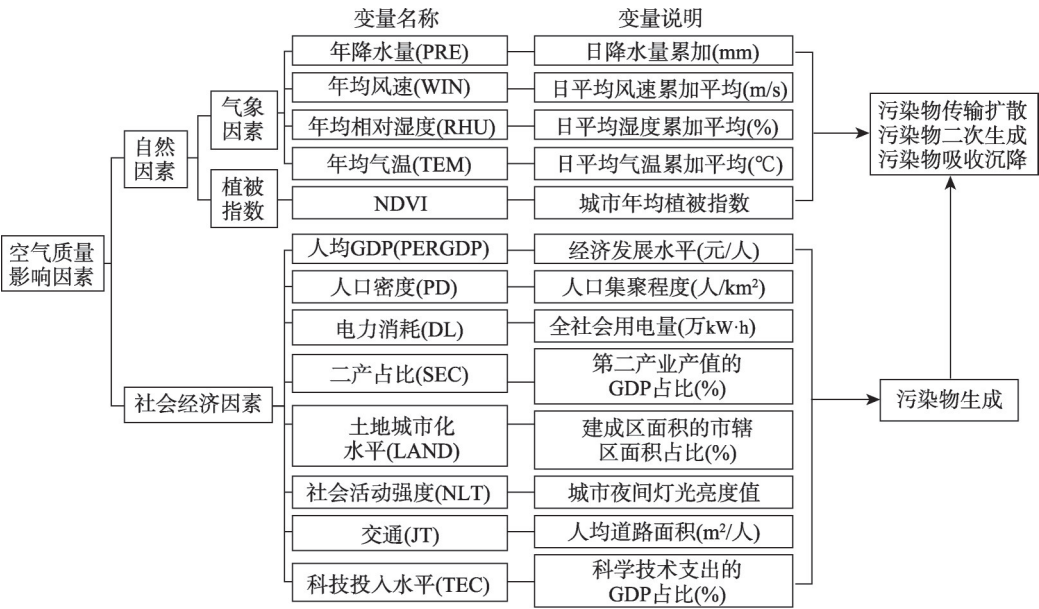 变量名称
变量说明
年降水量(PRE)
日降水量累加(mm)
年均风速(WIN)
日平均风速累加平均(m/s)
气象
因素
年均相对湿度(RHU)
日平均湿度累加平均(%)
污染物传输扩散
污染物二次生成
污染物吸收沉降
自然
因素
年均气温(TEM)
日平均气温累加平均(℃)
植被
指数
NDVI
城市年均植被指数
空气质量
影响因素
人均GDP(PERGDP)
经济发展水平(元/人)
人口密度(PD)
人口集聚程度(人/km²)
电力消耗(DL)
全社会用电量(万kW·h)
二产占比(SEC)
第二产业产值的
GDP占比(%)
社会经济因素
污染物生成
土地城市化
水平(LAND)
建成区面积的市辖
区面积占比(%)
社会活动强度(NLT)
城市夜间灯光亮度值
交通(JT)
人均道路面积(m²/人)
科技投入水平(TEC)
科学技术支出的
GDP占比(%)